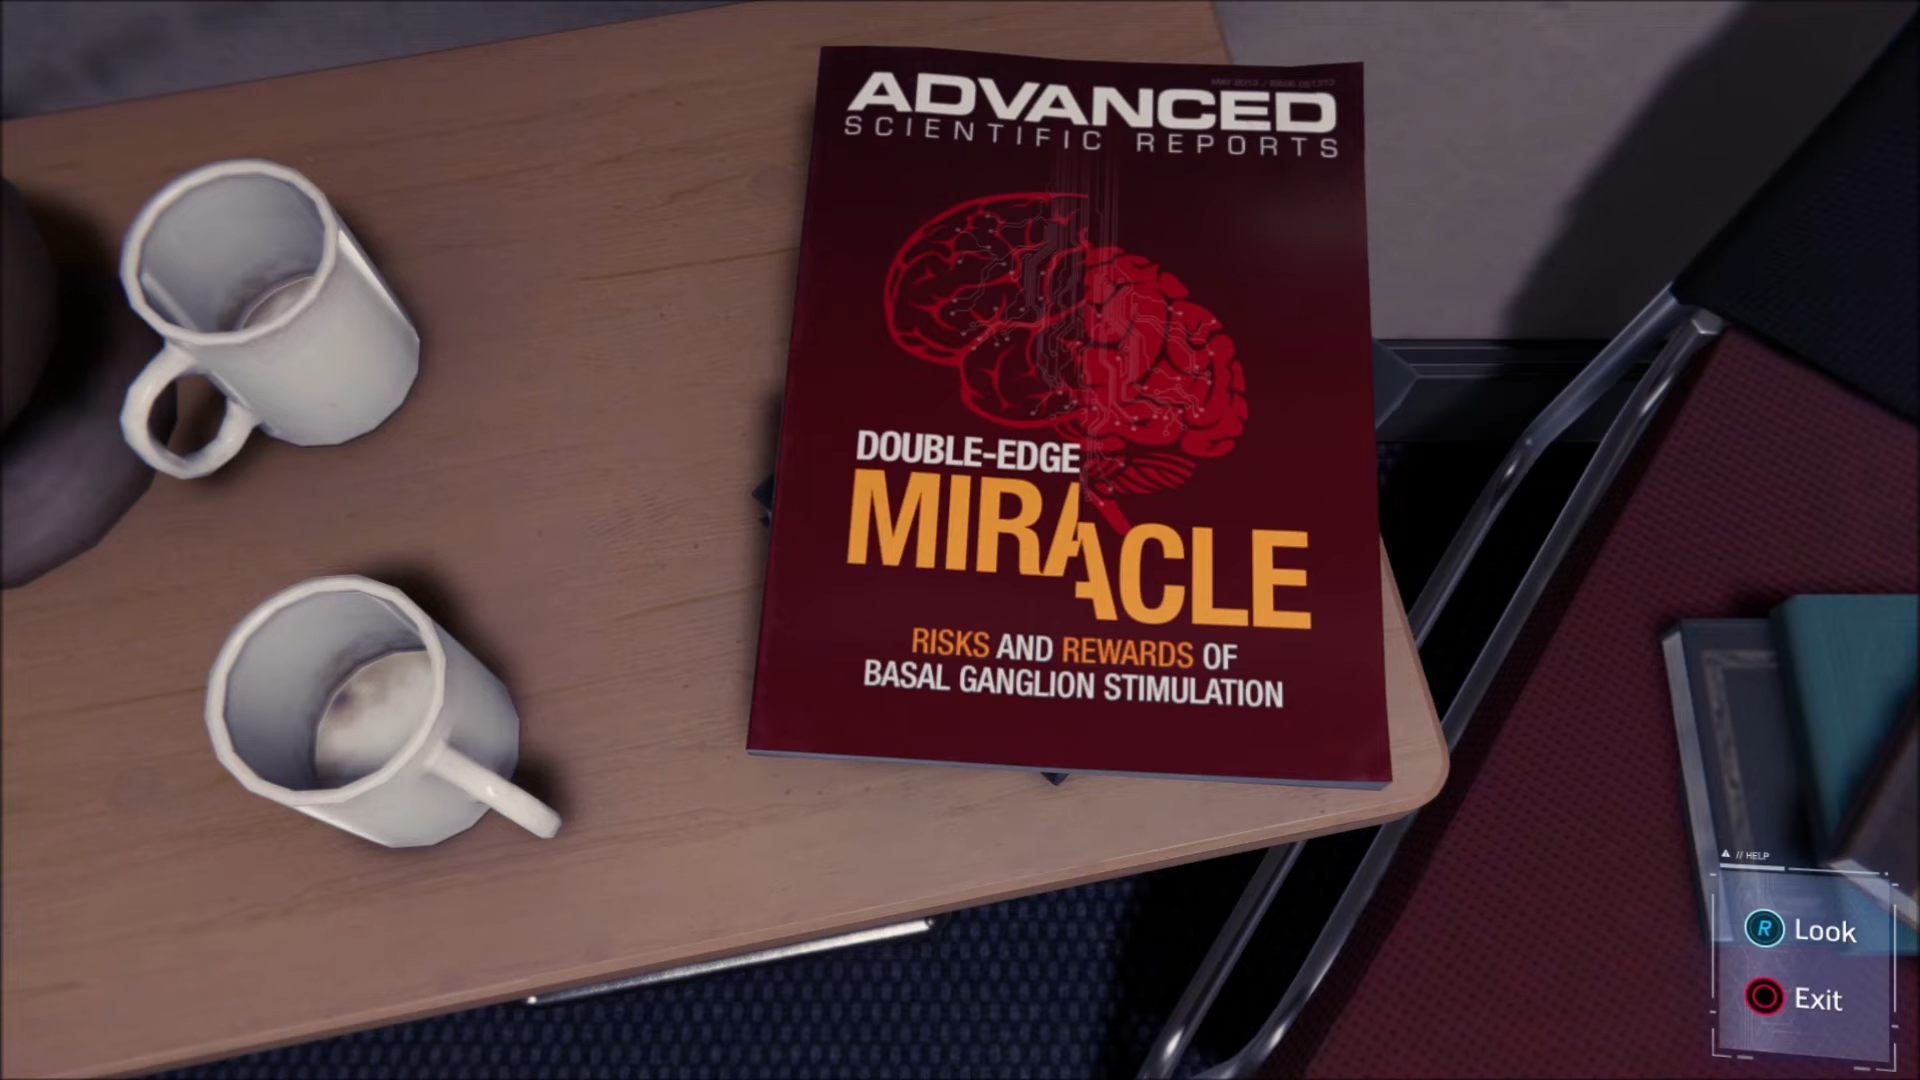 ADVANCED
SCIENTIFIC REPORTS
DOUBLE-EDGE
MIRACLE
RISKS AND REWARDS OF
BASAL GANGLION STIMULATION
// HELP
R Look
Exit